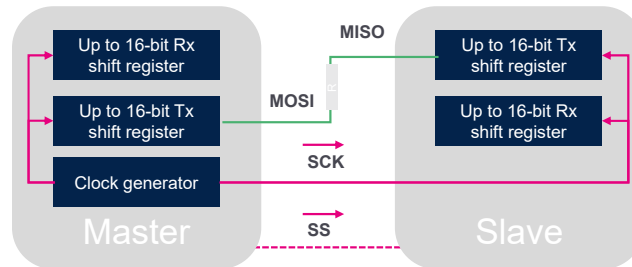 MISO
Up to 16-bit Rx
shift register
Up to 16-bit Tx
shift register
R
MOSI
Up to 16-bit Tx
shift register
Up to 16-bit Rx
shift register
SCK
Clock generator
Master
SS
Slave